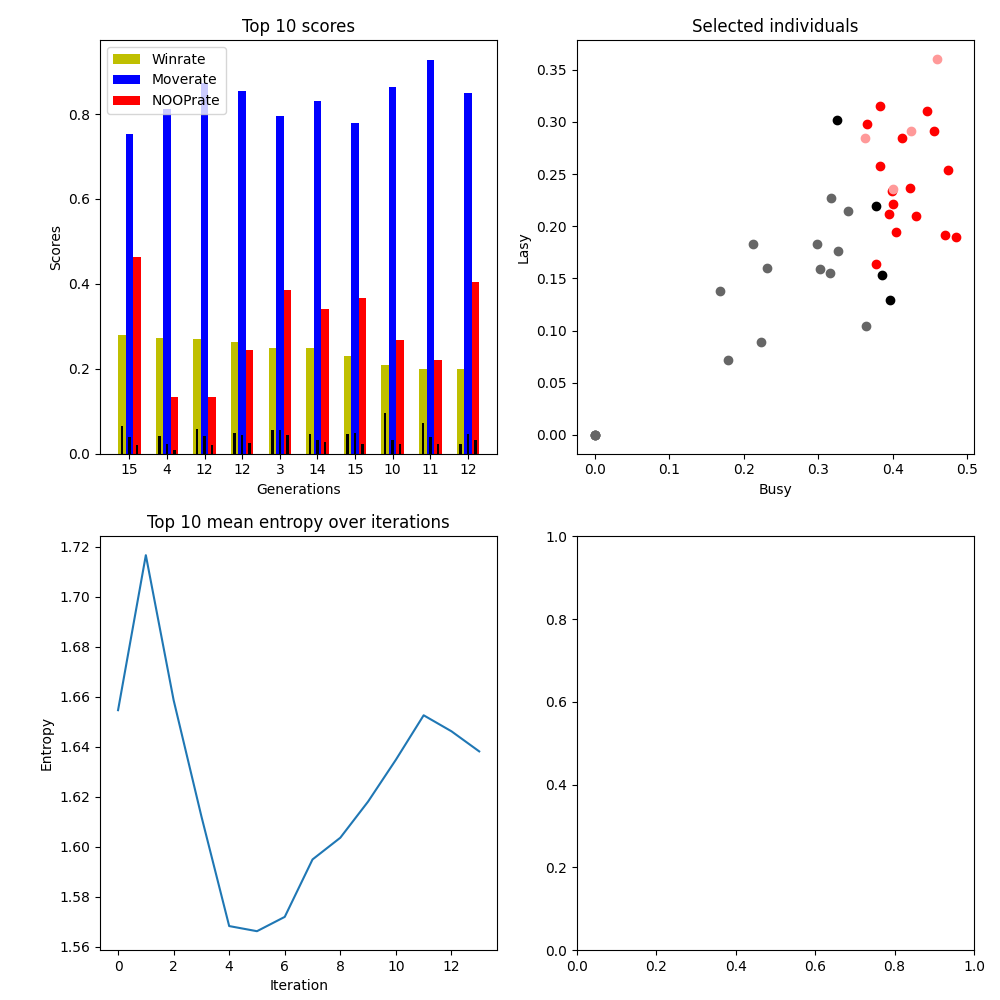 Top 10 scores
Winrate
Moverate
NOOPrate
0.8
0.6
0.4
0.2
0.0
Scores
15 4 12 12 3 14 15 10 11 12
Generations
Selected individuals
0.35
0.30
0.25
0.20
0.15
0.10
0.05
0.00
Lasy
0.0 0.1 0.2 0.3 0.4 0.5
Busy
Top 10 mean entropy over iterations
1.72
1.70
1.68
1.66
1.64
1.62
1.60
1.58
1.56
Entropy
0 2 4 6 8 10 12
Iteration
1.0
0.8
0.6
0.4
0.2
0.0
0.0 0.2 0.4 0.6 0.8 1.0